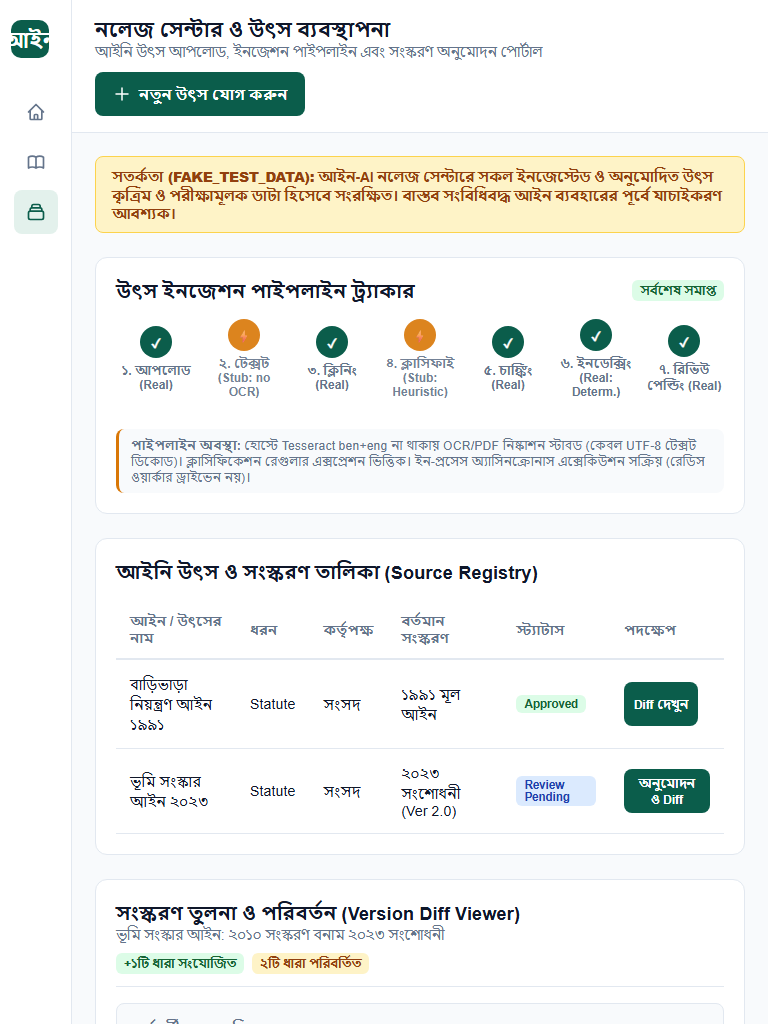 আইন
নলেজ সেন্টার ও উৎস ব্যবস্থাপনা
আইনি উৎস আপলোড, ইনজেশন পাইপলাইন এবং সংস্করণ অনুমোদন পোর্টাল
+ নতুন উৎস যোগ করুন
সতর্কতা (FAKE_TEST_DATA): আইন-AI নলেজ সেন্টারে সকল ইনজেস্টেড ও অনুমোদিত উৎস
কৃত্রিম ও পরীক্ষামূলক ডাটা হিসেবে সংরক্ষিত। বাস্তব সংবিধিবদ্ধ আইন ব্যবহারের পূর্বে যাচাইকরণ
আবশ্যক।
উৎস ইনজেশন পাইপলাইন ট্র্যাকার
সর্বশেষ সমাপ্ত
১. আপলোড
(Real)
২. টেক্সট
(Stub: no
OCR)
৩. ক্লিনিং
(Real)
৪. ক্লাসিফাই
(Stub:
Heuristic)
৫. চাঙ্কিং
(Real)
৬. ইনডেক্সিং
(Real:
Determ.)
৭. রিভিউ
পেন্ডিং (Real)
পাইপলাইন অবস্থা: হোস্টে Tesseract ben+eng না থাকায় OCR/PDF নিষ্কাশন স্টাবড (কেবল UTF-8 টেক্সট
ডিকোড)। ক্লাসিফিকেশন রেগুলার এক্সপ্রেশন ভিত্তিক। ইন-প্রসেস অ্যাসিনক্রোনাস এক্সেকিউশন সক্রিয় (রেডিস
ওয়ার্কার ড্রাইভেন নয়)।
আইনি উৎস ও সংস্করণ তালিকা (Source Registry)
আইন / উৎসের
নাম
ধরন
কর্তৃপক্ষ
বর্তমান
সংস্করণ
স্ট্যাটাস
পদক্ষেপ
বাড়িভাড়া
নিয়ন্ত্রণ আইন
১৯৯১
Statute
সংসদ
১৯৯১ মূল
আইন
Approved
Diff দেখুন
ভূমি সংস্কার
আইন ২০২৩
Statute
সংসদ
২০২৩
সংশোধনী
(Ver 2.0)
Review
Pending
অনুমোদন
ও Diff
সংস্করণ তুলনা ও পরিবর্তন (Version Diff Viewer)
ভূমি সংস্কার আইন: ২০১০ সংস্করণ বনাম ২০২৩ সংশোধনী
+১টি ধারা সংযোজিত
২টি ধারা পরিবর্তিত